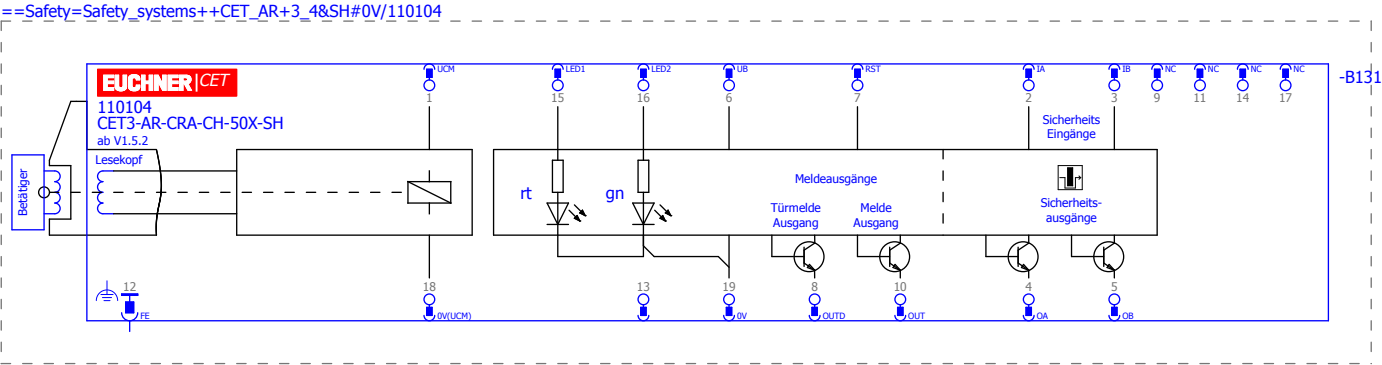 ==Safety=Safety_systems++CET_AR+3_4&SH#0V/110104
-B131
EUCHNER|CET
110104
CET3-AR-CRA-CH-50X-SH
ab V1.5.2
Lesekopf
Betätiger
UCM
1
LED1
15
LED2
16
UB
6
RST
7
IA
2
IB
3
NC
9
NC
11
NC
14
NC
17
Sicherheits
Eingänge
rt
gn
Meldeausgänge
Türmelde
Ausgang
Melde
Ausgang
Sicherheits-
ausgänge
12
FE
18
0V(UCM)
13
19
0V
8
OUTD
10
OUT
4
OA
5
OB